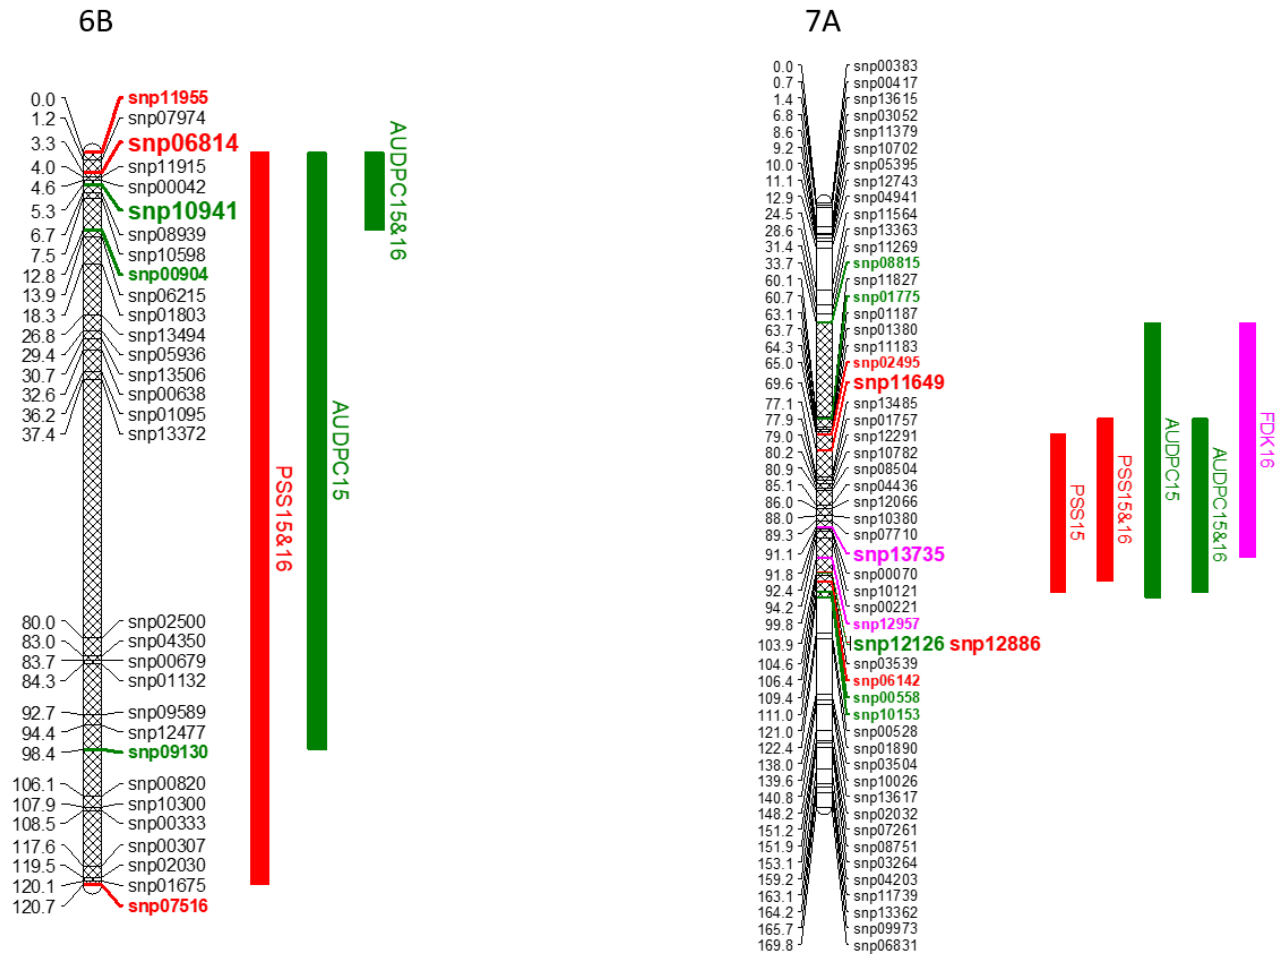 6B
0.0 snp11955
1.2 snp07974
3.3 snp06814
4.0 snp11915
4.6 snp00042
5.3 snp10941
6.7 snp08939
7.5 snp10598
12.8 snp00904
13.9 snp06215
18.3 snp01803
26.8 snp13494
29.4 snp05936
30.7 snp13506
32.6 snp00638
36.2 snp01095
37.4 snp13372
80.0 snp02500
83.0 snp04350
83.7 snp00679
84.3 snp01132
92.7 snp09589
94.4 snp12477
98.4 snp09130
106.1 snp00820
107.9 snp10300
108.5 snp00333
117.6 snp00307
119.5 snp02030
120.1 snp01675
120.7 snp07516
PSS15&16
AUDPC15
AUDPC15&16
7A
0.0 snp00383
0.7 snp00417
1.4 snp13615
6.8 snp03052
8.6 snp11379
9.2 snp10702
10.0 snp05395
11.1 snp12743
12.9 snp04941
24.5 snp11564
28.6 snp13363
31.4 snp11269
33.7 snp08815
60.1 snp11827
60.7 snp01775
63.1 snp01187
63.7 snp01380
64.3 snp11183
65.0 snp02495
69.6 snp11649
77.1 snp13485
77.9 snp01757
79.0 snp12291
80.2 snp10782
80.9 snp08504
85.1 snp04436
86.0 snp12066
88.0 snp10380
89.3 snp07710
91.1 snp13735
91.8 snp00070
92.4 snp10121
94.2 snp00221
99.8 snp12957
103.9 snp12126 snp12886
104.6 snp03539
106.4 snp06142
109.4 snp00558
111.0 snp10153
121.0 snp00528
122.4 snp01890
138.0 snp03504
139.6 snp10026
140.8 snp13617
148.2 snp02032
151.2 snp07261
151.9 snp08751
153.1 snp03264
159.2 snp04203
163.1 snp11739
164.2 snp13362
165.7 snp09973
169.8 snp06831
PSS15
PSS15&16
AUDPC15
AUDPC15&16
FDK16